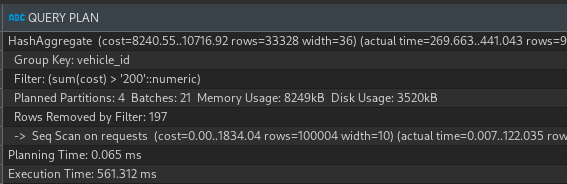 ABC QUERY PLAN
HashAggregate (cost=8240.55..10716.92 rows=33328 width=36) (actual time=269.663..441.043 rows=9
Group Key: vehicle_id
Filter: (sum(cost) > '200'::numeric)
Planned Partitions: 4 Batches: 21 Memory Usage: 8249kB Disk Usage: 3520kB
Rows Removed by Filter: 197
-> Seq Scan on requests (cost=0.00..1834.04 rows=100004 width=10) (actual time=0.007..122.035 row
Planning Time: 0.065 ms
Execution Time: 561.312 ms